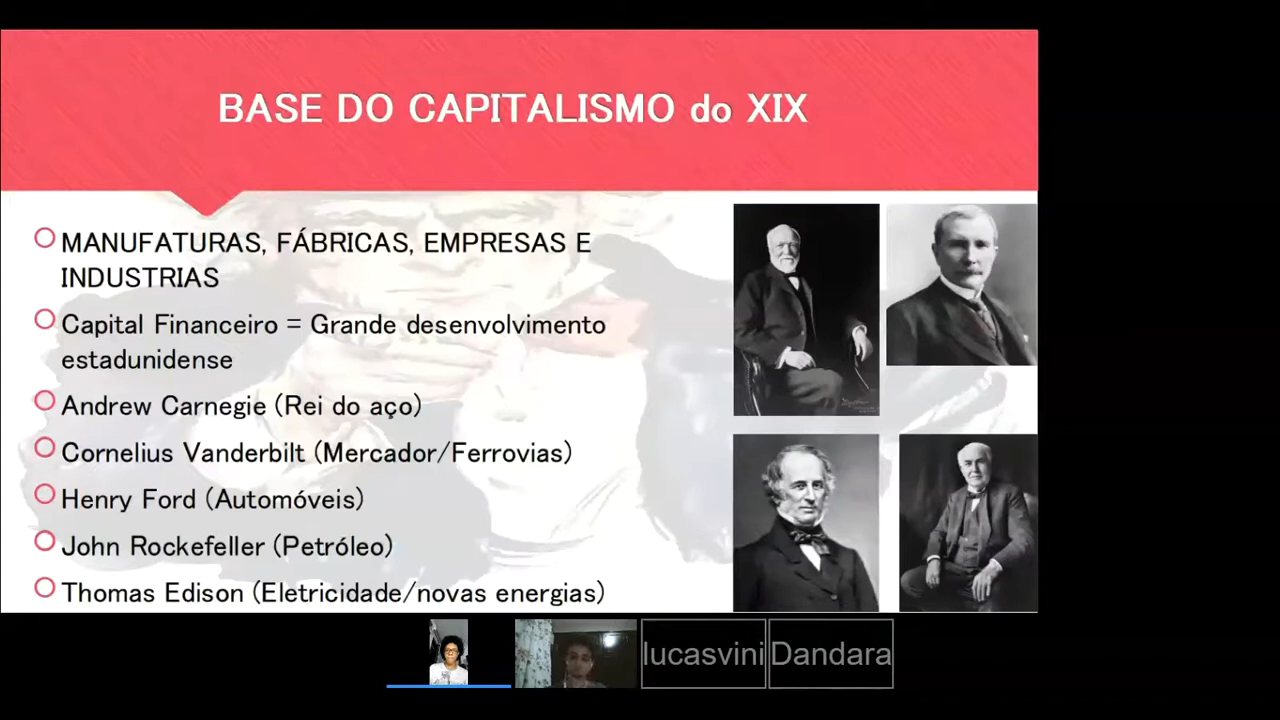 BASE DO CAPITALISMO do XIX
MANUFATURAS, FÁBRICAS, EMPRESAS E
INDUSTRIAS
Capital Financeiro = Grande desenvolvimento
estadunidense
Andrew Carnegie (Rei do aço)
Cornelius Vanderbilt (Mercador/Ferrovias)
Henry Ford (Automóveis)
John Rockefeller (Petróleo)
Thomas Edison (Eletricidade/novas energias)
lucasvini
Dandara